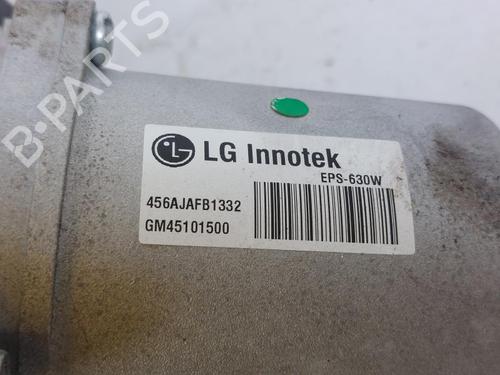 B-PARTS
LG Innotek
EPS-630W
456AJAFB1332
GM45101500